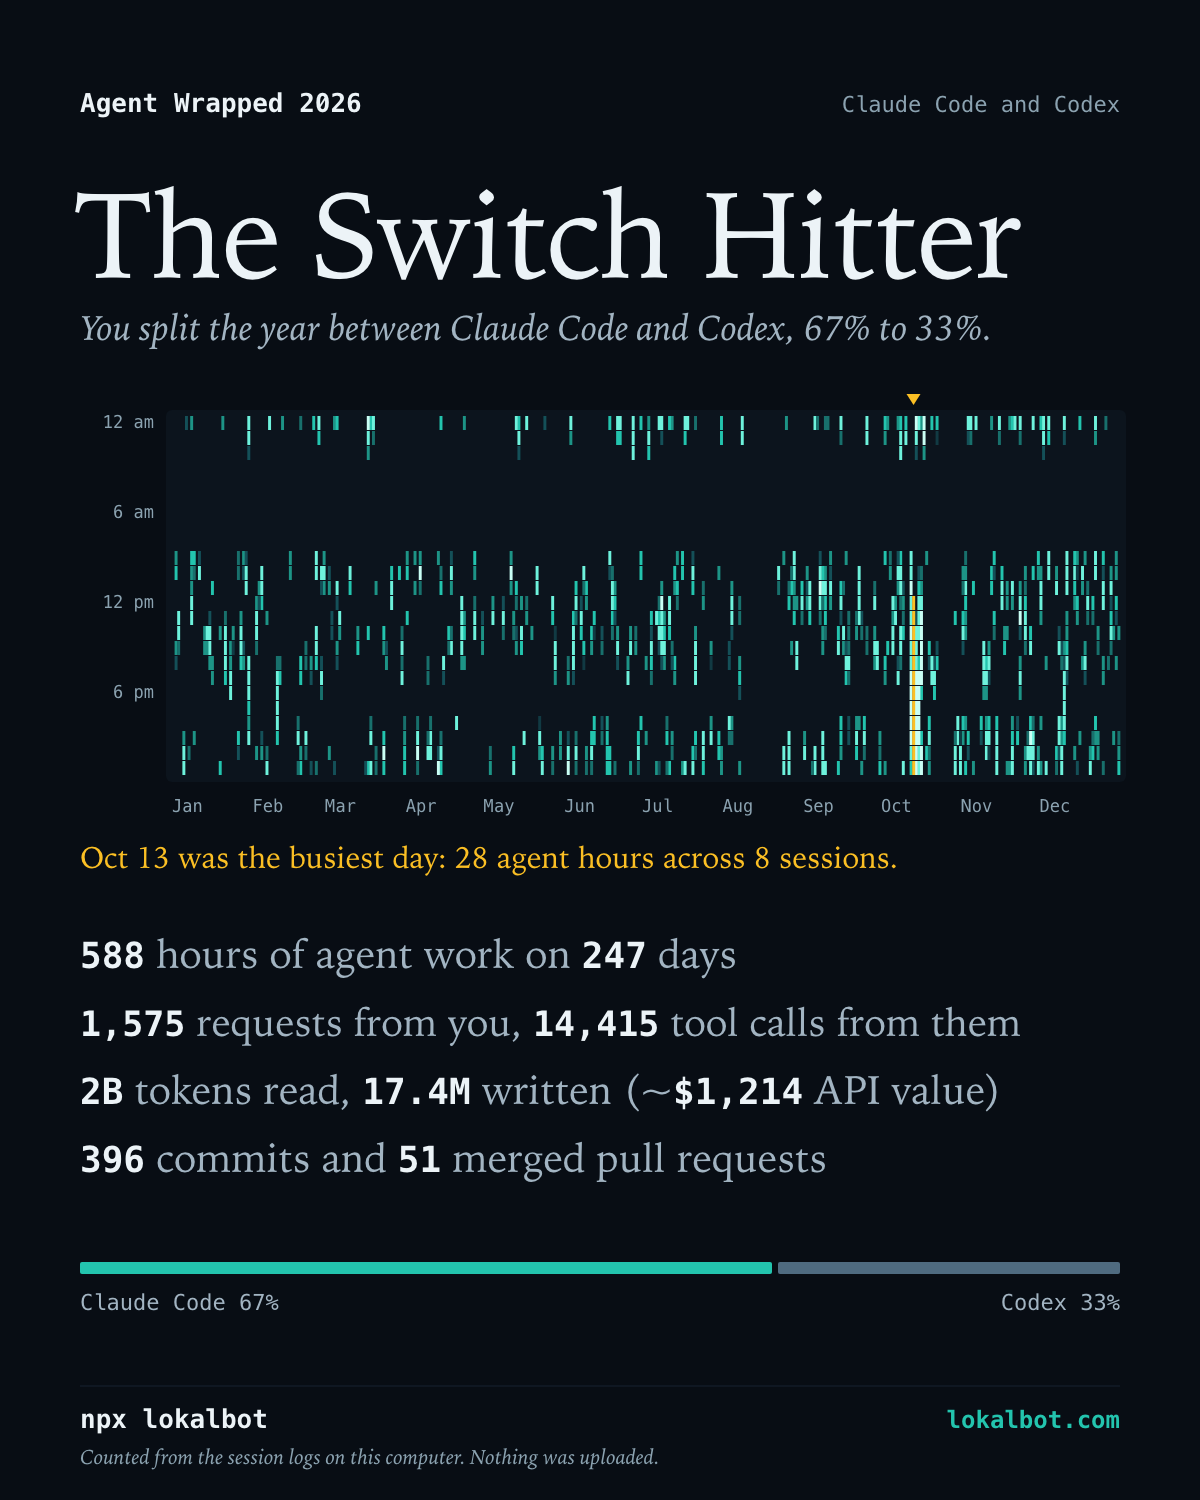 Agent Wrapped 2026
Claude Code and Codex
The Switch Hitter
You split the year between Claude Code and Codex, 67% to 33%.
12 am
6 am
12 pm
6 pm
Jan Feb Mar Apr May Jun Jul Aug Sep Oct Nov Dec
Oct 13 was the busiest day: 28 agent hours across 8 sessions.
588 hours of agent work on 247 days
1,575 requests from you, 14,415 tool calls from them
2B tokens read, 17.4M written (~$1,214 API value)
396 commits and 51 merged pull requests
Claude Code 67%
Codex 33%
npx lokalbot
lokalbot.com
Counted from the session logs on this computer. Nothing was uploaded.